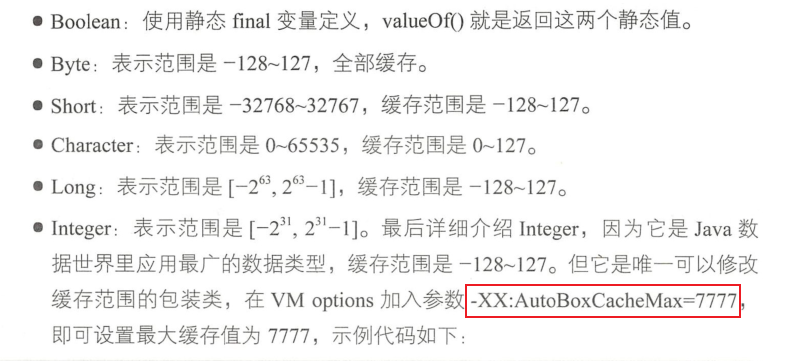 ● Boolean：使用静态 final 变量定义，valueOf() 就是返回这两个静态值。
● Byte：表示范围是 −128~127，全部缓存。
● Short：表示范围是 −32768~32767，缓存范围是 −128~127。
● Character：表示范围是 0~65535，缓存范围是 0~127。
● Long：表示范围是 [−2⁶³, 2⁶³−1]，缓存范围是 −128~127。
● Integer：表示范围是 [−2³¹, 2³¹−1]。最后详细介绍 Integer，因为它是 Java 数
据世界里应用最广的数据类型，缓存范围是 −128~127。但它是唯一可以修改
缓存范围的包装类，在 VM options 加入参数 -XX:AutoBoxCacheMax=7777，
即可设置最大缓存值为 7777，示例代码如下：